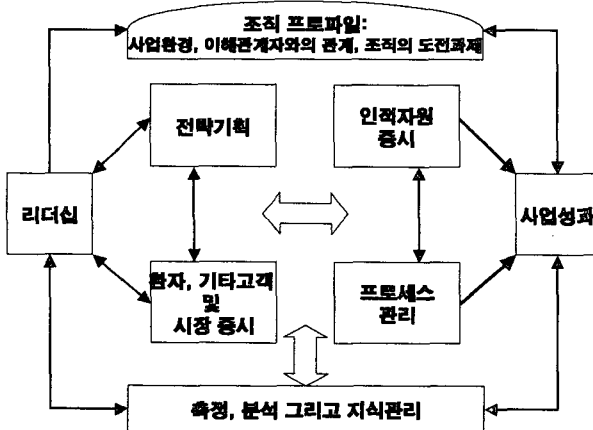 조직 프로파일:
사업환경, 이해관계자와의 관계, 조직의 도전과제
전략기획
인적자원
중시
리더십
사업성과
환자, 기타고객
및
시장 중시
프로세스
관리
측정, 분석 그리고 지식관리